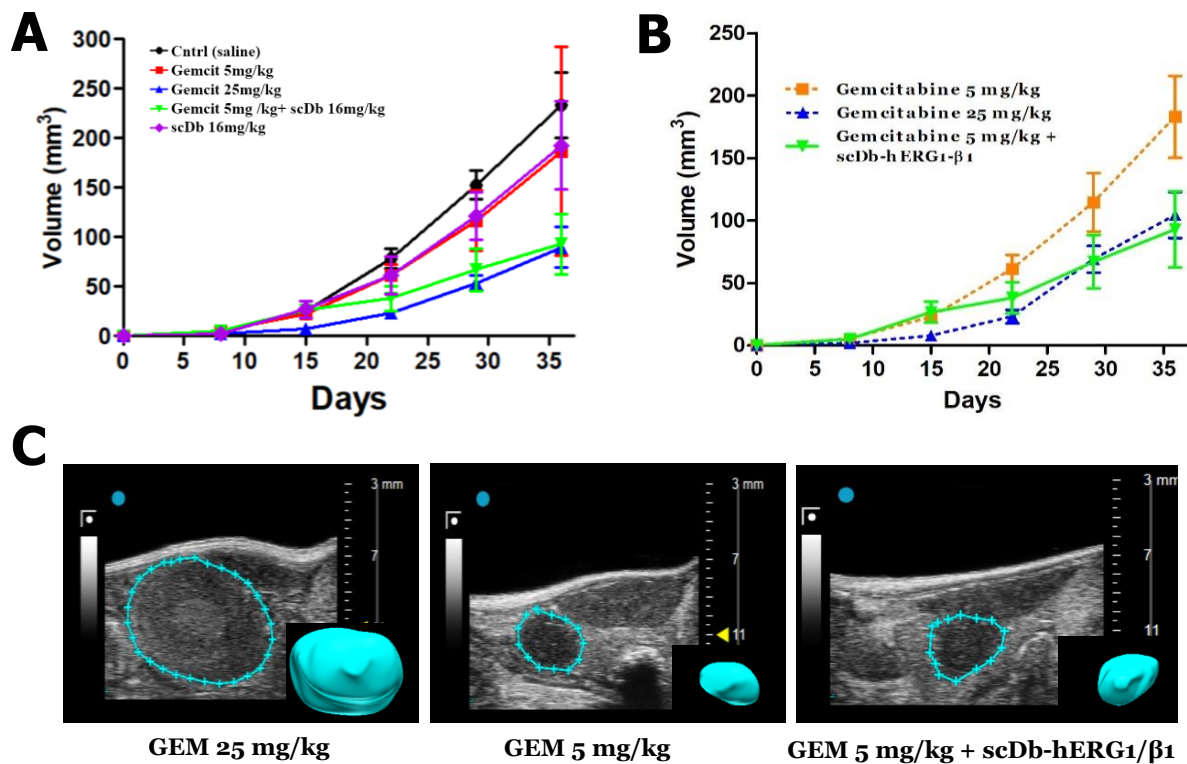 A
300
250
200
150
100
50
0
Volume (mm³)
Cntrl (saline)
Gemcit 5mg/kg
Gemcit 25mg/kg
Gemcit 5mg /kg+ scDb 16mg/kg
scDb 16mg/kg
0 5 10 15 20 25 30 35
Days
B
250
200
150
100
50
0
Volume (mm³)
Gemcitabine 5 mg/kg
Gemcitabine 25 mg/kg
Gemcitabine 5 mg/kg +
scDb-hERG1-β1
0 5 10 15 20 25 30 35
Days
C
3 mm
7
3 mm
7
11
3 mm
7
11
GEM 25 mg/kg
GEM 5 mg/kg
GEM 5 mg/kg + scDb-hERG1/β1